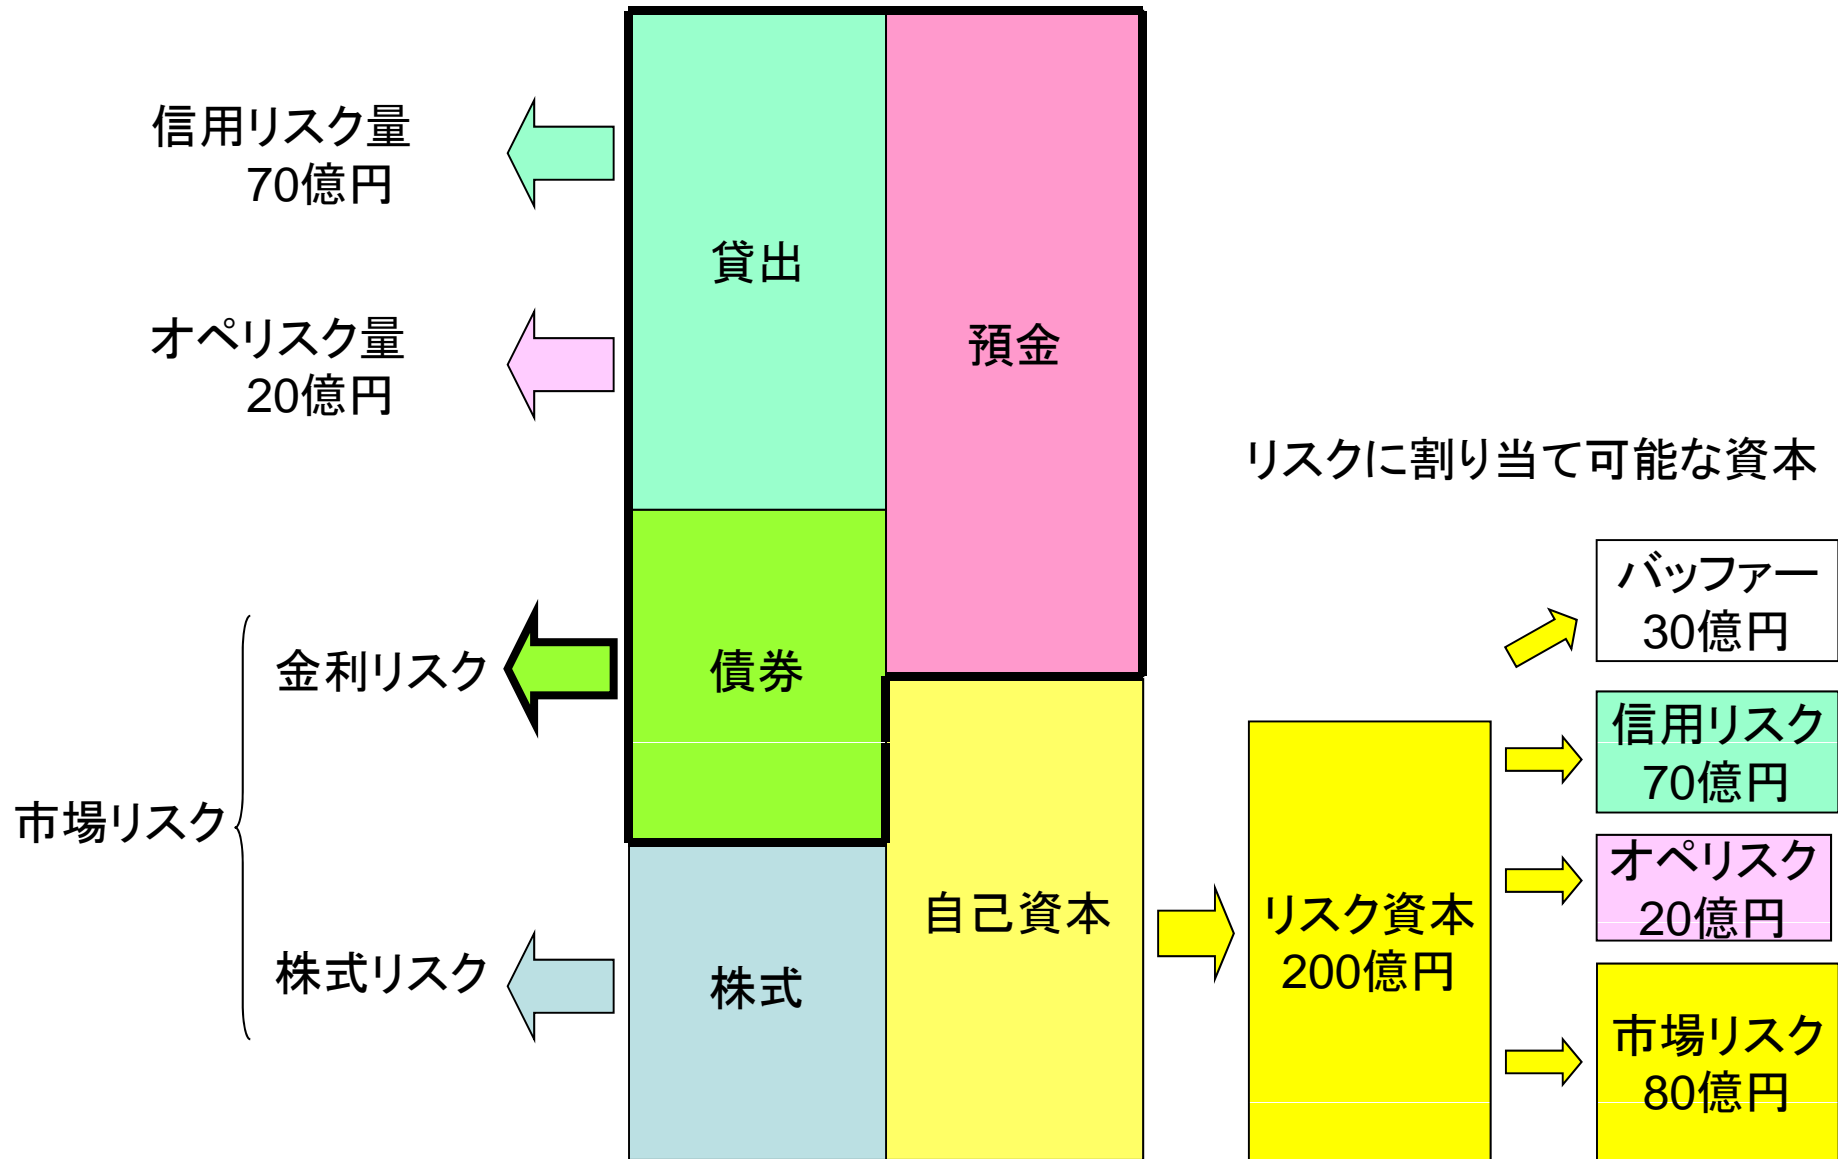 信用リスク量
70億円
貸出
オペリスク量
20億円
預金
リスクに割り当て可能な資本
バッファー
30億円
金利リスク
債券
信用リスク
70億円
市場リスク
オペリスク
20億円
自己資本
リスク資本
200億円
株式リスク
株式
市場リスク
80億円